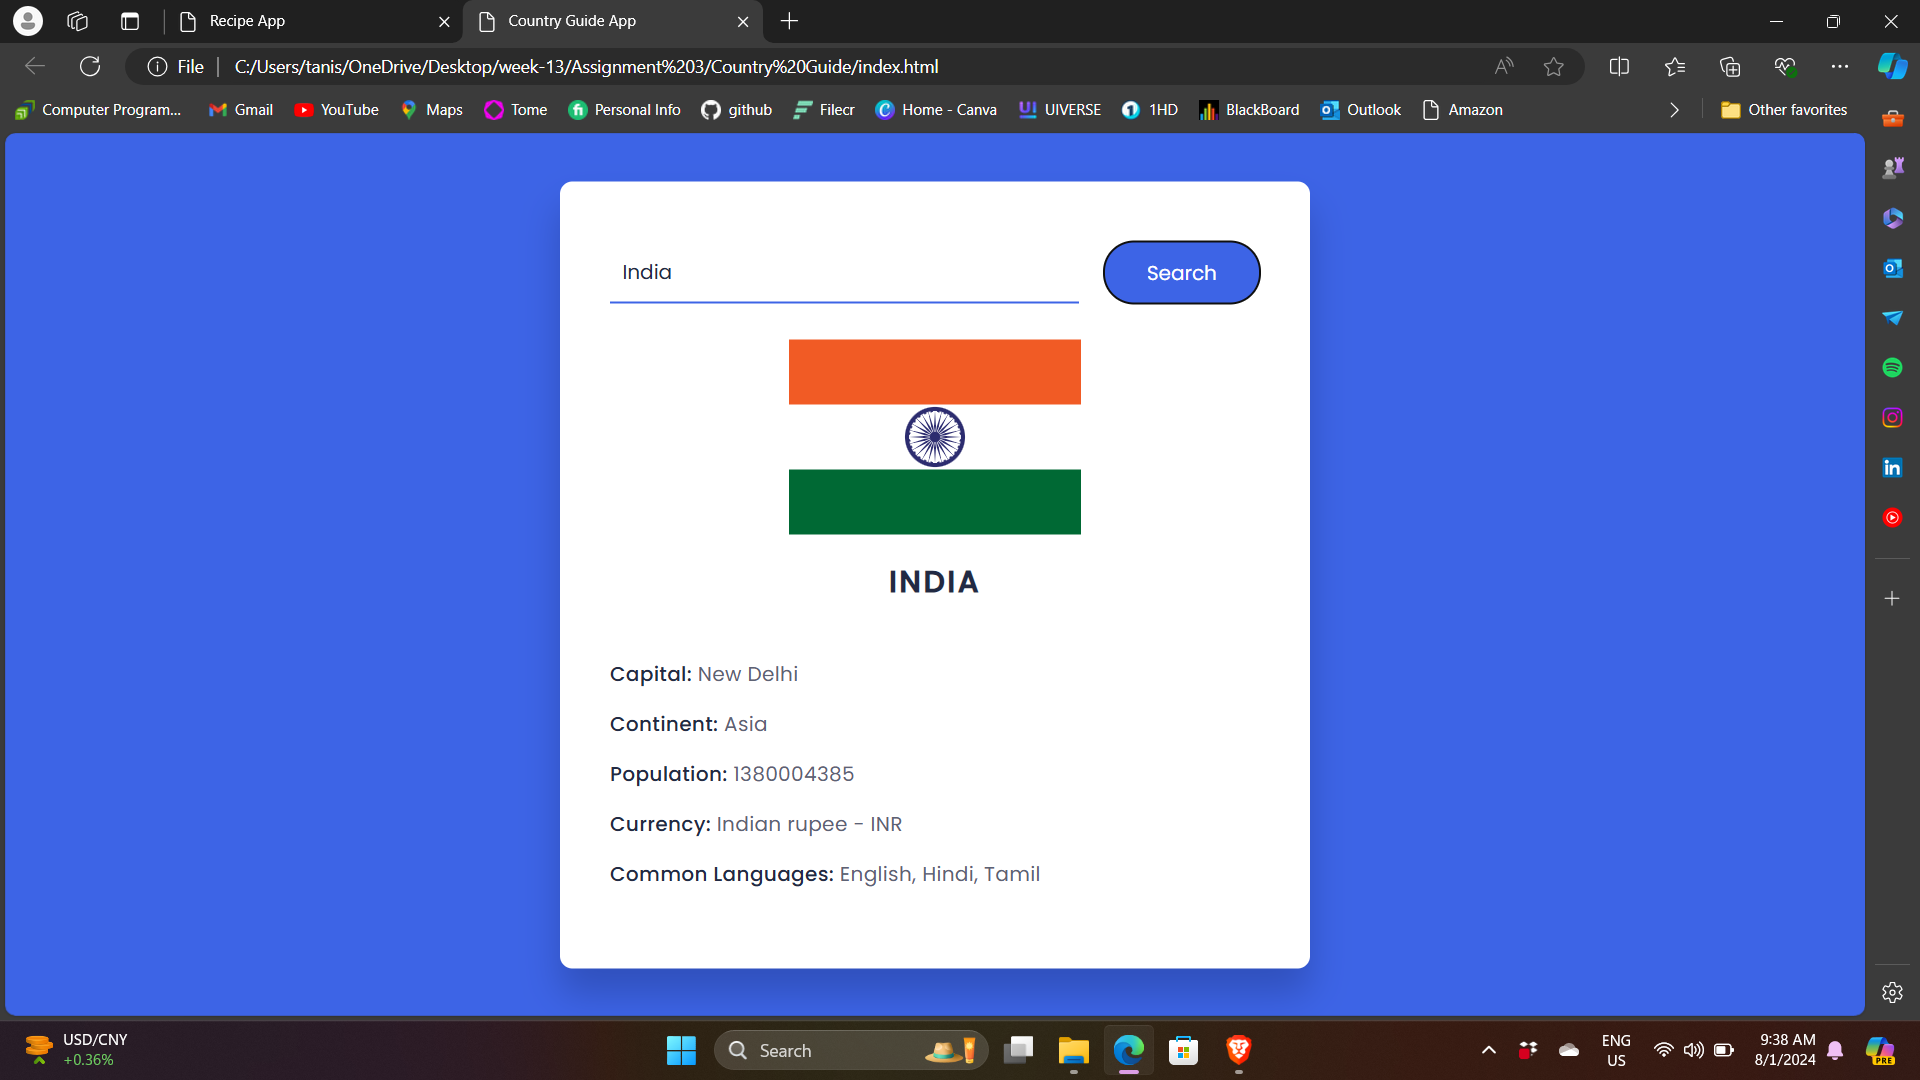 Recipe App
Country Guide App
File
C:/Users/tanis/OneDrive/Desktop/week-13/Assignment%203/Country%20Guide/index.html
Computer Program...
Gmail
YouTube
Maps
Tome
Personal Info
github
Filecr
Home - Canva
UIVERSE
1HD
BlackBoard
Outlook
Amazon
Other favorites
India
Search
INDIA
Capital: New Delhi
Continent: Asia
Population: 1380004385
Currency: Indian rupee - INR
Common Languages: English, Hindi, Tamil
USD/CNY
+0.36%
Search
ENG
US
9:38 AM
8/1/2024
PRE